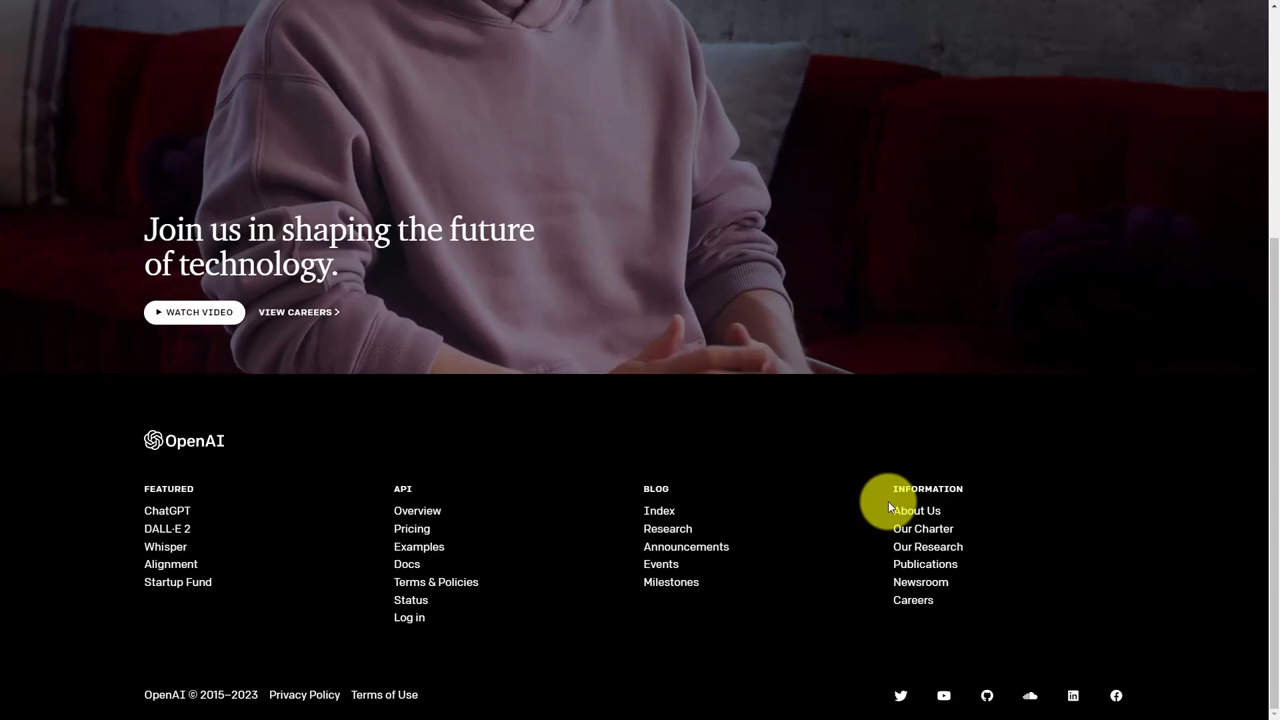 Join us in shaping the future
of technology.
WATCH VIDEO
VIEW CAREERS >
OpenAI
FEATURED
ChatGPT
DALL·E 2
Whisper
Alignment
Startup Fund
API
Overview
Pricing
Examples
Docs
Terms & Policies
Status
Log in
BLOG
Index
Research
Announcements
Events
Milestones
INFORMATION
About Us
Our Charter
Our Research
Publications
Newsroom
Careers
OpenAI © 2015–2023 Privacy Policy Terms of Use